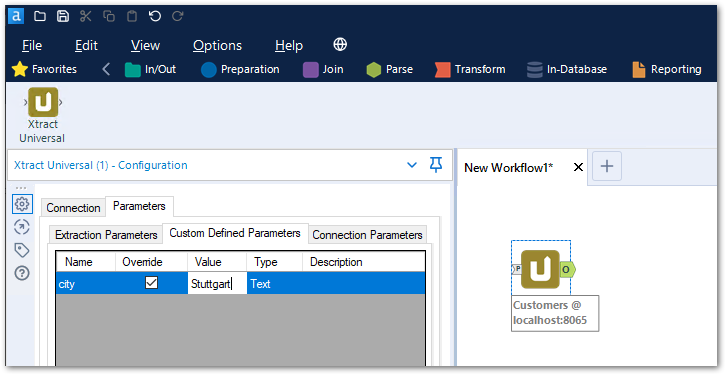 a
File Edit View Options Help
Favorites In/Out Preparation Join Parse Transform In-Database Reporting
Xtract
Universal
Xtract Universal (1) - Configuration
New Workflow1*
Connection Parameters
Extraction Parameters Custom Defined Parameters Connection Parameters
Name Override Value Type Description
city Stuttgart Text
P U O
Customers @
localhost:8065